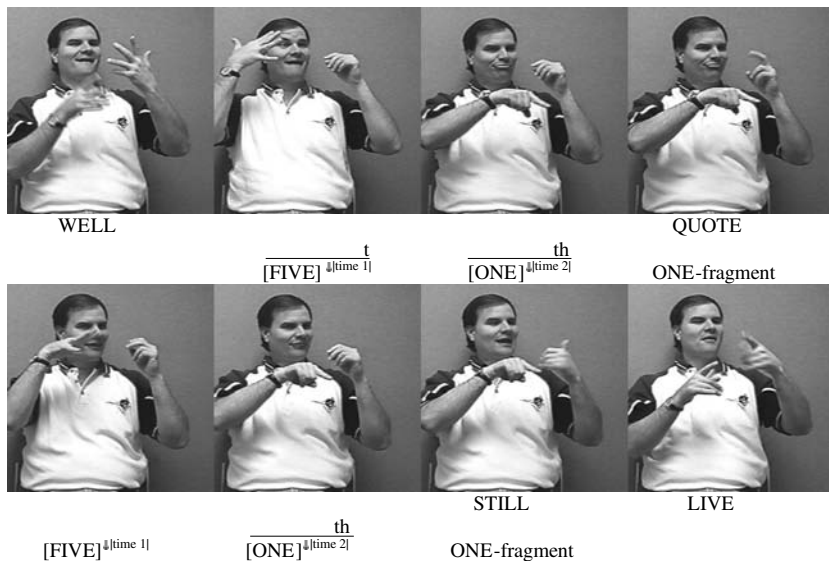 WELL QUOTE
t th
[FIVE]⇓|time 1| [ONE]⇓|time 2| ONE-fragment
STILL LIVE
th
[FIVE]⇓|time 1| [ONE]⇓|time 2| ONE-fragment